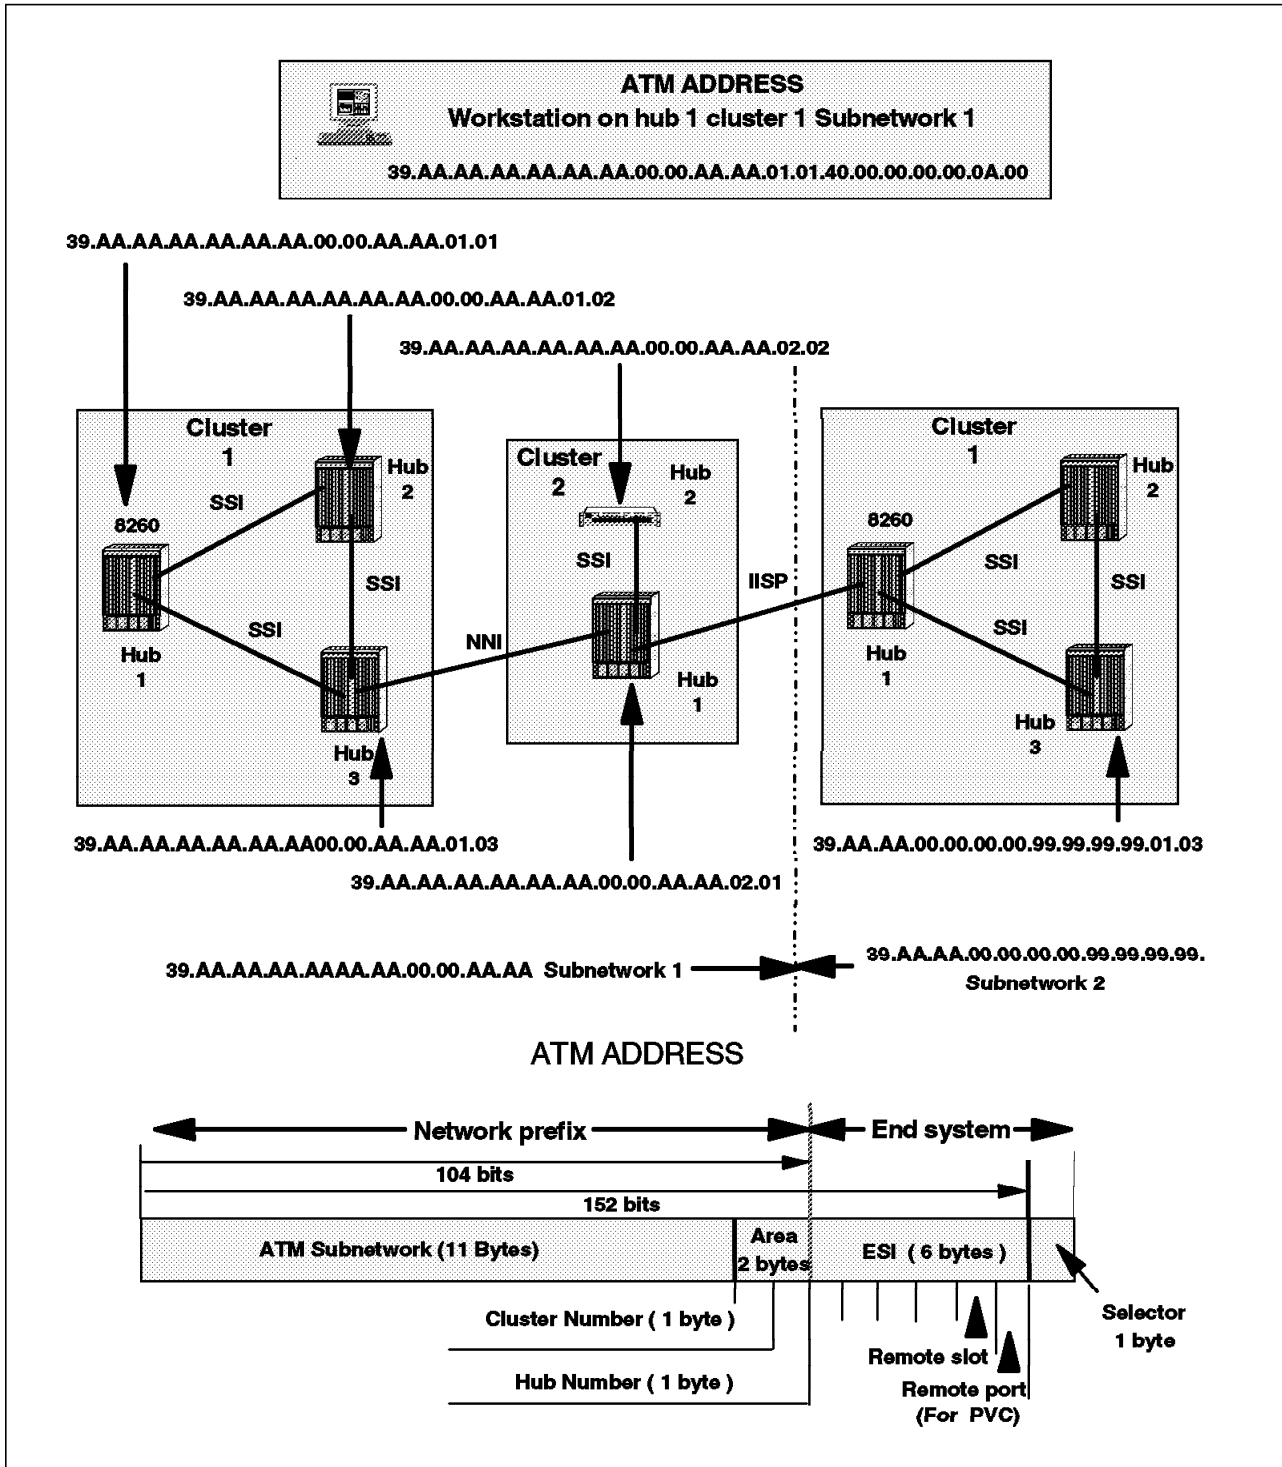 ATM ADDRESS
Workstation on hub 1 cluster 1 Subnetwork 1
39.AA.AA.AA.AA.AA.AA.00.00.AA.AA.01.01.40.00.00.00.00.0A.00
39.AA.AA.AA.AA.AA.AA.00.00.AA.AA.01.01
39.AA.AA.AA.AA.AA.AA.00.00.AA.AA.01.02
39.AA.AA.AA.AA.AA.AA.00.00.AA.AA.02.02
Cluster
1
Hub
2
SSI
8260
SSI
SSI
Hub
1
Hub
3
NNI
Cluster
2
Hub
2
SSI
Hub
1
IISP
Cluster
1
Hub
2
8260
SSI
SSI
SSI
Hub
1
Hub
3
39.AA.AA.AA.AA.AA.AA00.00.AA.AA.01.03
39.AA.AA.00.00.00.00.99.99.99.99.01.03
39.AA.AA.AA.AA.AA.AA.00.00.AA.AA.02.01
39.AA.AA.AA.AAAA.AA.00.00.AA.AA Subnetwork 1
39.AA.AA.00.00.00.00.99.99.99.99.
Subnetwork 2
ATM ADDRESS
Network prefix
End system
104 bits
152 bits
ATM Subnetwork (11 Bytes)
Area
2 bytes
ESI ( 6 bytes )
Cluster Number ( 1 byte )
Selector
1 byte
Remote slot
Hub Number ( 1 byte )
Remote port
(For PVC)